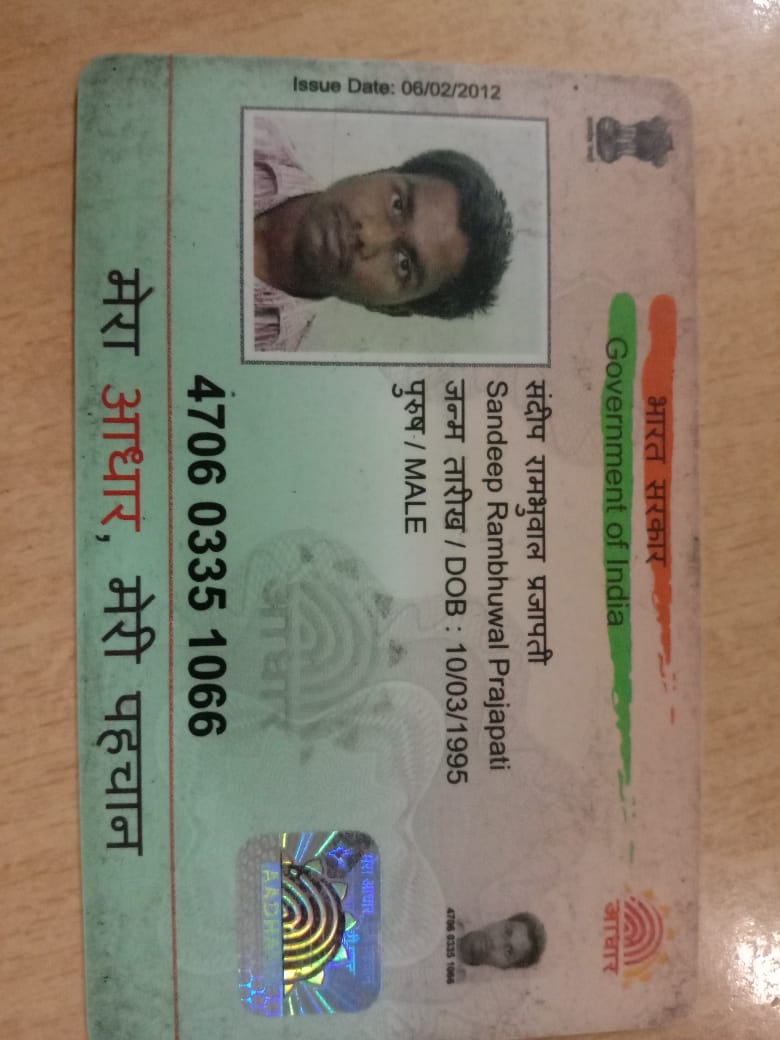 भारत सरकार
Government of India
Issue Date: 06/02/2012
संदीप रामभुवाल प्रजापती
Sandeep Rambhuwal Prajapati
जन्म तारीख / DOB : 10/03/1995
पुरुष / MALE
आधार
आधार
4706 0335 1066
4706 0335 1066
मेरा आधार, मेरी पहचान